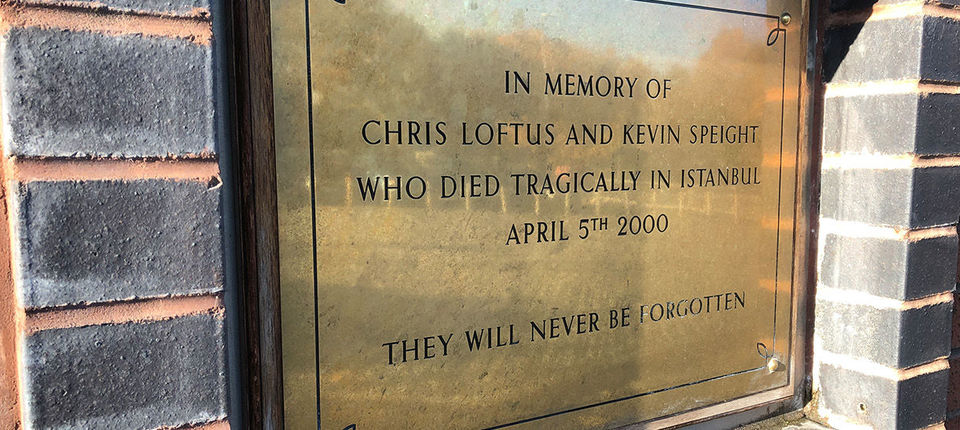 IN MEMORY OF
CHRIS LOFTUS AND KEVIN SPEIGHT
WHO DIED TRAGICALLY IN ISTANBUL
APRIL 5TH 2000
THEY WILL NEVER BE FORGOTTEN